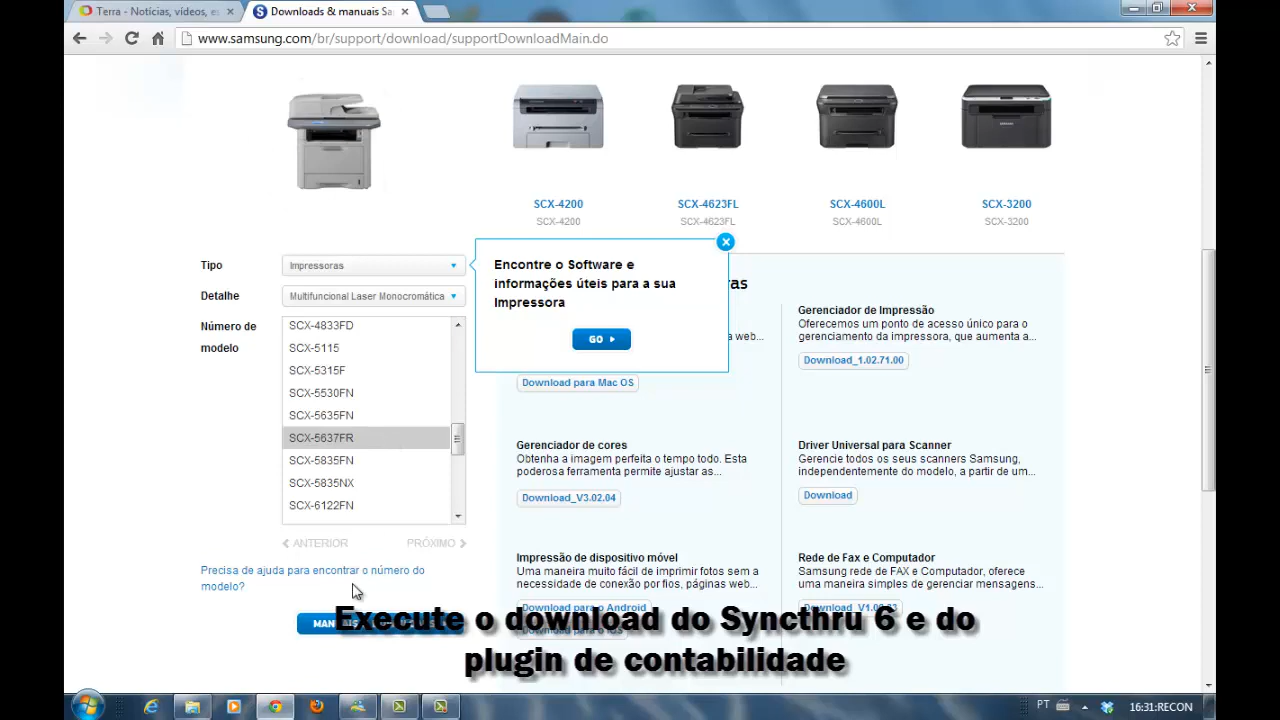 Terra - Notícias, vídeos, es
Downloads & manuais Sa
www.samsung.com/br/support/download/supportDownloadMain.do
SAMSUNG
SCX-4200
SCX-4623FL
SCX-4600L
SCX-3200
SCX-4200
SCX-4623FL
SCX-4600L
SCX-3200
Tipo
Impressoras
Detalhe
Multifuncional Laser Monocromática
Número de
modelo
SCX-4833FD
SCX-5115
SCX-5315F
SCX-5530FN
SCX-5635FN
SCX-5637FR
SCX-5835FN
SCX-5835NX
SCX-6122FN
ANTERIOR
PRÓXIMO
Precisa de ajuda para encontrar o número do
modelo?
Encontre o Software e
informações úteis para a sua
Impressora
GO
web...
Download para Mac OS
Gerenciador de Impressão
Oferecemos um ponto de acesso único para o
gerenciamento da impressora, que aumenta a...
Download_1.02.71.00
Gerenciador de cores
Obtenha a imagem perfeita o tempo todo. Esta
poderosa ferramenta permite ajustar as...
Download_V3.02.04
Driver Universal para Scanner
Gerencie todos os seus scanners Samsung,
independentemente do modelo, a partir de um...
Download
Impressão de dispositivo móvel
Uma maneira muito fácil de imprimir fotos sem a
necessidade de conexão por fios, páginas web...
Download para o Android
Rede de Fax e Computador
Samsung rede de FAX e Computador, oferece
uma maneira simples de gerenciar mensagens...
Execute o download do Syncthru 6 e do
plugin de contabilidade
PT
16:31:RECON